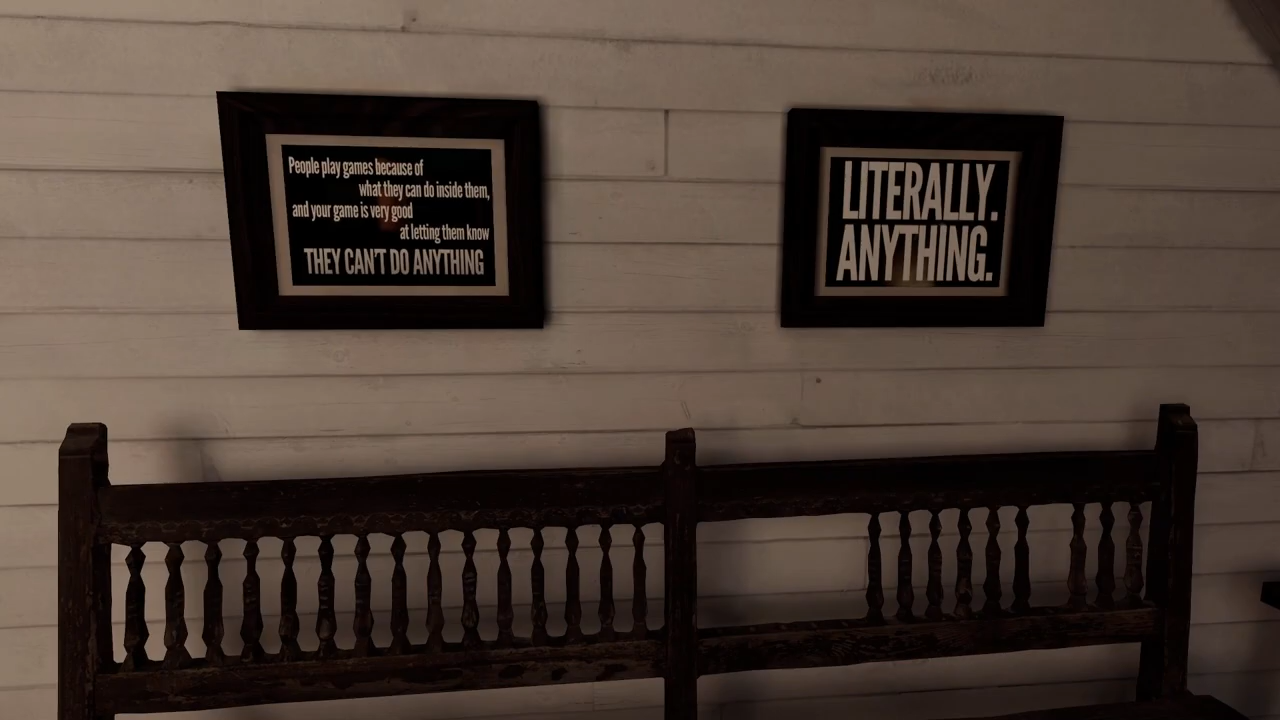 People play games because of
what they can do inside them,
and your game is very good
at letting them know
THEY CAN'T DO ANYTHING
LITERALLY.
ANYTHING.